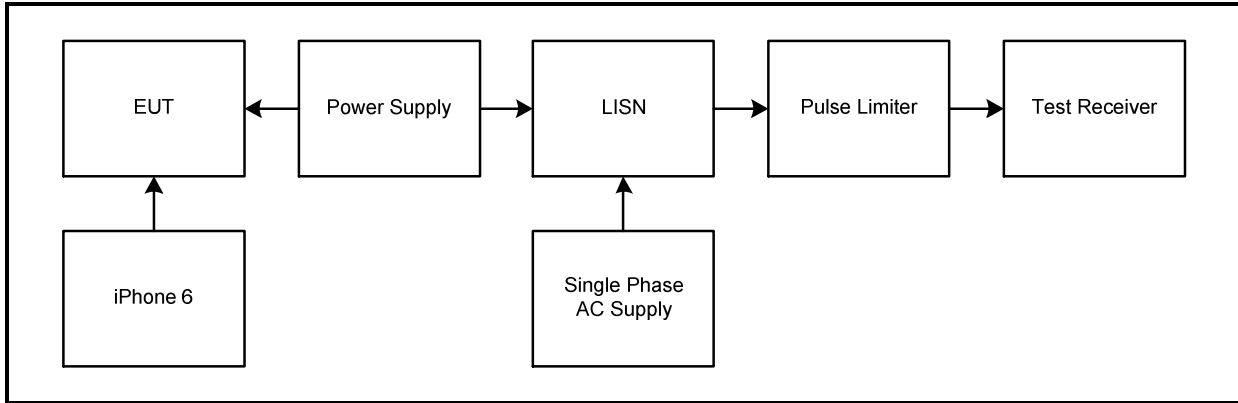 EUT
Power Supply
LISN
Pulse Limiter
Test Receiver
iPhone 6
Single Phase
AC Supply